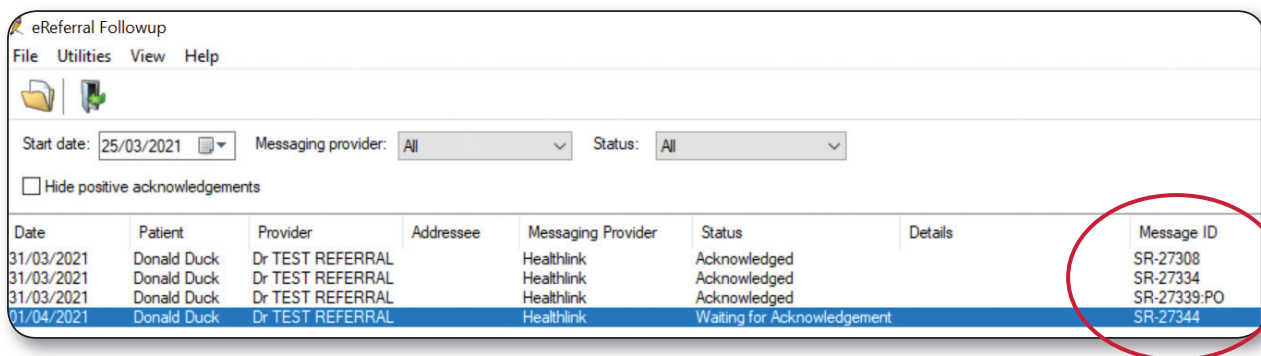 eReferral Followup
File Utilities View Help
Start date: 25/03/2021 Messaging provider: All Status: All
Hide positive acknowledgements
Date Patient Provider Addressee Messaging Provider Status Details Message ID
31/03/2021 Donald Duck Dr TEST REFERRAL Healthlink Acknowledged SR-27308
31/03/2021 Donald Duck Dr TEST REFERRAL Healthlink Acknowledged SR-27334
31/03/2021 Donald Duck Dr TEST REFERRAL Healthlink Acknowledged SR-27339:PO
01/04/2021 Donald Duck Dr TEST REFERRAL Healthlink Waiting for Acknowledgement SR-27344